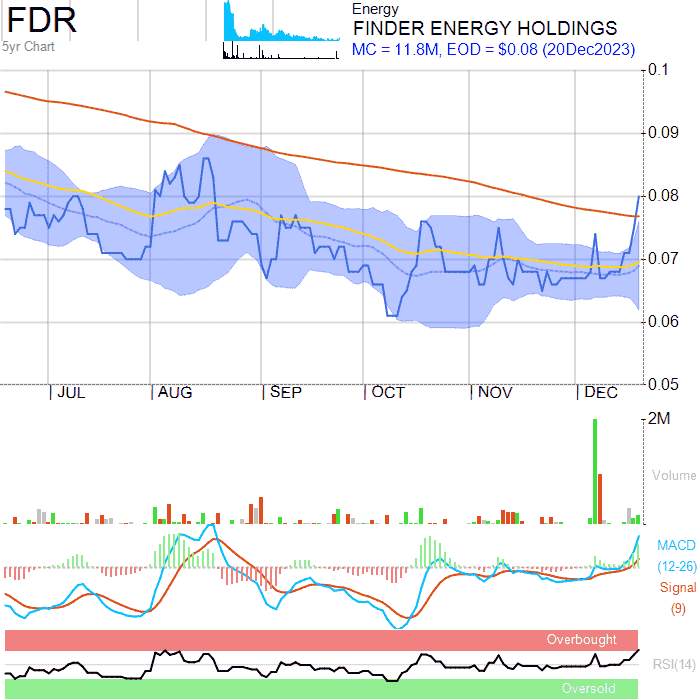 FDR
5yr Chart
Energy
FINDER ENERGY HOLDINGS
MC = 11.8M, EOD = $0.08 (20Dec2023)
0.1
0.09
0.08
0.07
0.06
0.05
JUL AUG SEP OCT NOV DEC
2M
Volume
MACD
(12-26)
Signal
(9)
Overbought
RSI(14)
Oversold